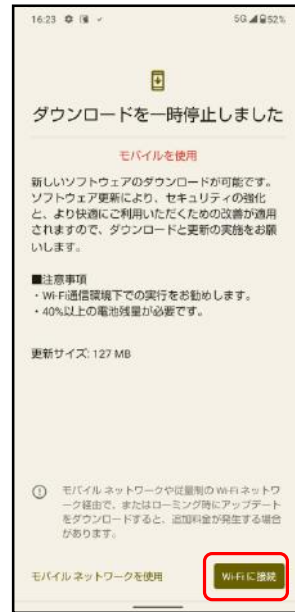 16:23
5G 52%
ダウンロードを一時停止しました
モバイルを使用
新しいソフトウェアのダウンロードが可能です。
ソフトウェア更新により、セキュリティの強化
と、より快適にご利用いただくための改善が適用
されますので、ダウンロードと更新の実施をお願
いします。
■注意事項
・Wi-Fi通信環境下での実行をお勧めします。
・40%以上の電池残量が必要です。
更新サイズ: 127 MB
モバイル ネットワークや従量制の Wi-Fi ネットワ
ーク経由で、またはローミング時にアップデート
をダウンロードすると、追加料金が発生する場合
があります。
モバイル ネットワークを使用
Wi-Fi に接続